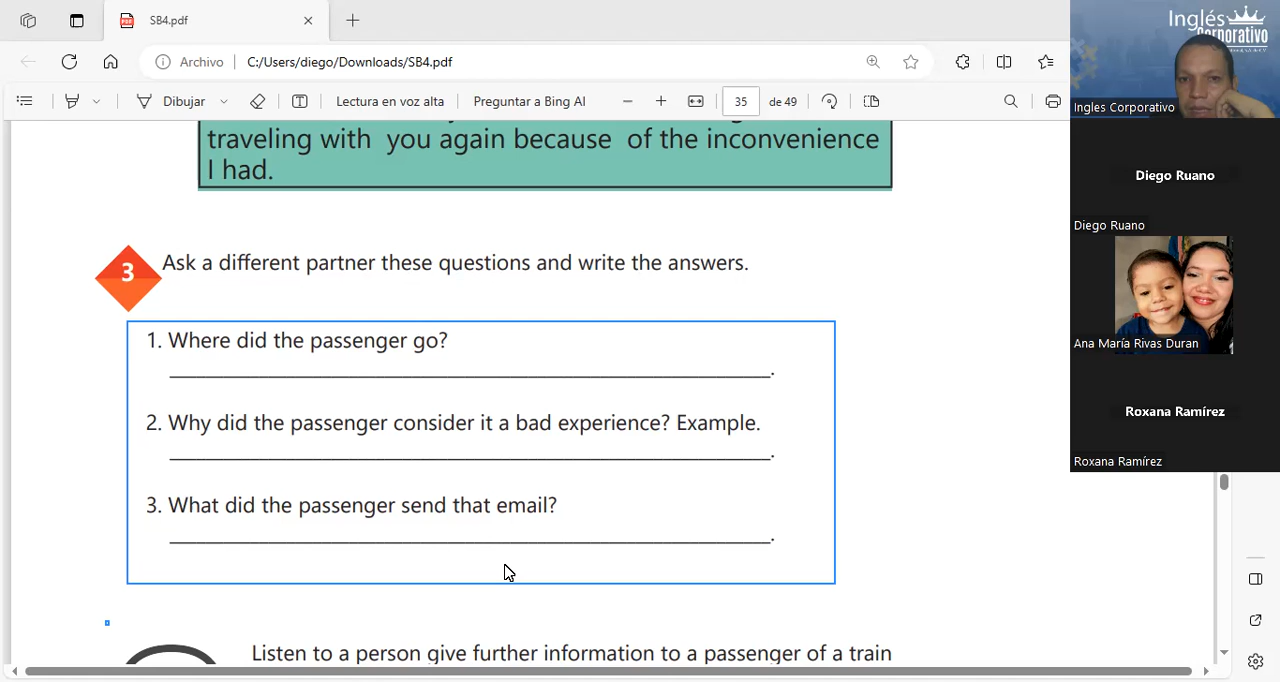 SB4.pdf
Archivo
C:/Users/diego/Downloads/SB4.pdf
Dibujar
Lectura en voz alta
Preguntar a Bing AI
35
de 49
traveling with you again because of the inconvenience
I had.
3
Ask a different partner these questions and write the answers.
1. Where did the passenger go?
2. Why did the passenger consider it a bad experience? Example.
3. What did the passenger send that email?
Listen to a person give further information to a passenger of a train
Inglés
Corporativo
Ingles Corporativo
Diego Ruano
Diego Ruano
Ana María Rivas Duran
Roxana Ramírez
Roxana Ramírez